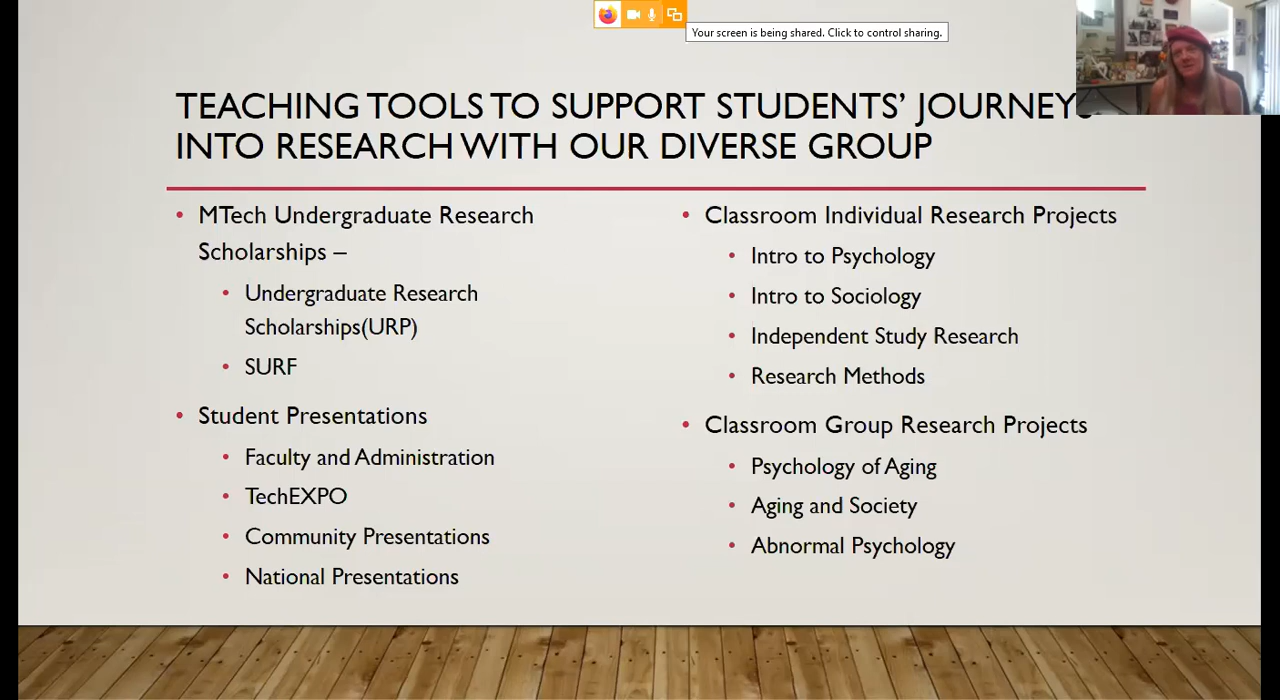 Your screen is being shared. Click to control sharing.
TEACHING TOOLS TO SUPPORT STUDENTS' JOURNEYS
INTO RESEARCH WITH OUR DIVERSE GROUP
• MTech Undergraduate Research
Scholarships –
• Undergraduate Research
Scholarships(URP)
• SURF
• Student Presentations
• Faculty and Administration
• TechEXPO
• Community Presentations
• National Presentations
• Classroom Individual Research Projects
• Intro to Psychology
• Intro to Sociology
• Independent Study Research
• Research Methods
• Classroom Group Research Projects
• Psychology of Aging
• Aging and Society
• Abnormal Psychology